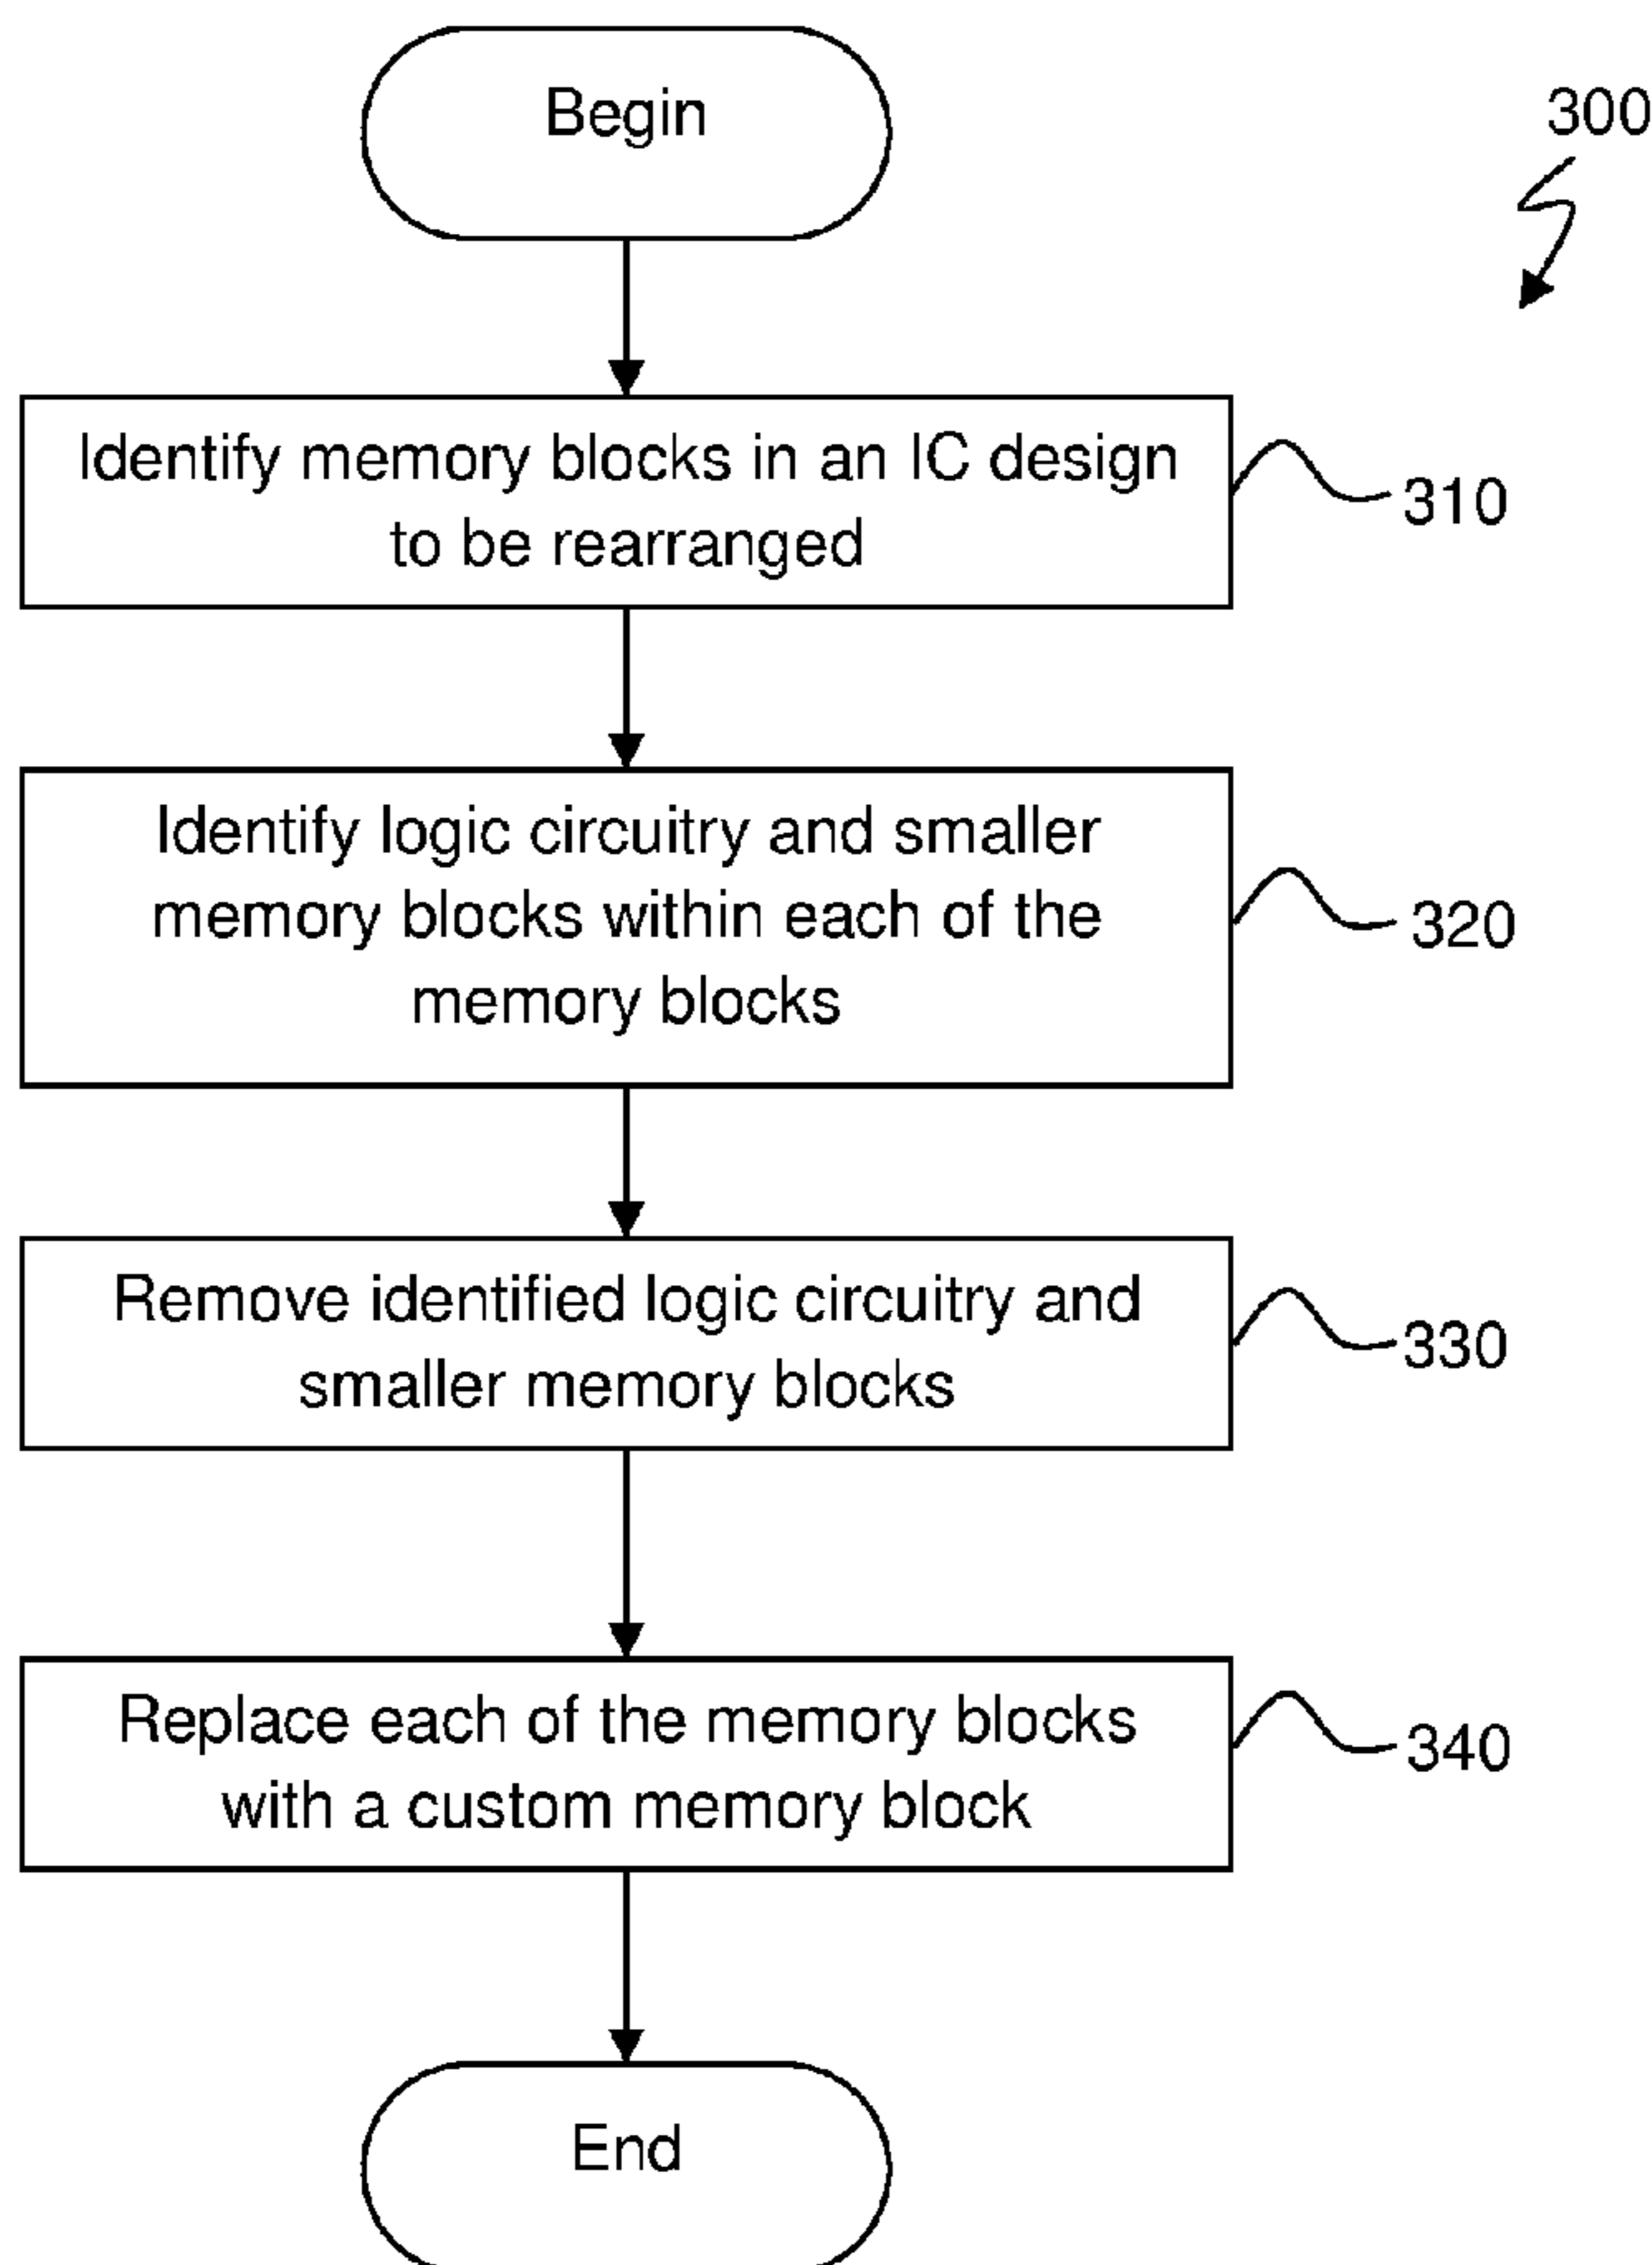 Begin
300
Identify memory blocks in an IC design
to be rearranged
310
Identify logic circuitry and smaller
memory blocks within each of the
memory blocks
320
Remove identified logic circuitry and
smaller memory blocks
330
Replace each of the memory blocks
with a custom memory block
340
End